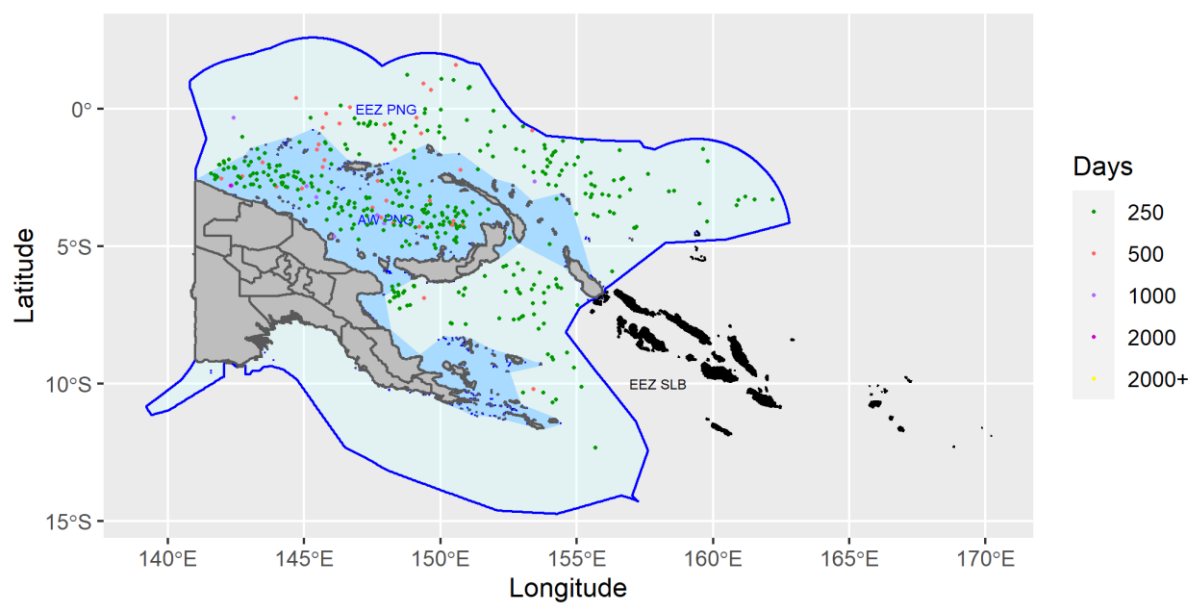 0°
5°S
10°S
15°S
Latitude
EEZ PNG
AW PNG
EEZ SLB
140°E
145°E
150°E
155°E
160°E
165°E
170°E
Longitude
Days
250
500
1000
2000
2000+